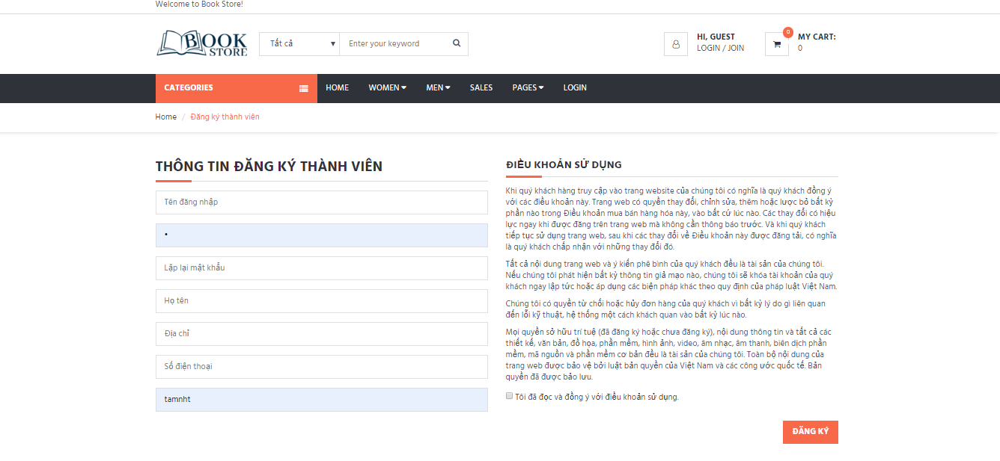 Welcome to Book Store!
BOOK
STORE
Tất cả
Enter your keyword
HI, GUEST
LOGIN / JOIN
0
MY CART:
0
CATEGORIES
HOME
WOMEN
MEN
SALES
PAGES
LOGIN
Home / Đăng ký thành viên
THÔNG TIN ĐĂNG KÝ THÀNH VIÊN
Tên đăng nhập
•
Lặp lại mật khẩu
Họ tên
Địa chỉ
Số điện thoại
tamnht
ĐIỀU KHOẢN SỬ DỤNG
Khi quý khách hàng truy cập vào trang website của chúng tôi có nghĩa là quý khách đồng ý
với các điều khoản này. Trang web có quyền thay đổi, chỉnh sửa, thêm hoặc lược bỏ bất kỳ
phần nào trong Điều khoản mua bán hàng hóa này, vào bất cứ lúc nào. Các thay đổi có hiệu
lực ngay khi được đăng trên trang web mà không cần thông báo trước. Và khi quý khách
tiếp tục sử dụng trang web, sau khi các thay đổi về Điều khoản này được đăng tải, có nghĩa
là quý khách chấp nhận với những thay đổi đó.
Tất cả nội dung trang web và ý kiến phê bình của quý khách đều là tài sản của chúng tôi.
Nếu chúng tôi phát hiện bất kỳ thông tin giả mạo nào, chúng tôi sẽ khóa tài khoản của quý
khách ngay lập tức hoặc áp dụng các biện pháp khác theo quy định của pháp luật Việt Nam.
Chúng tôi có quyền từ chối hoặc hủy đơn hàng của quý khách vì bất kỳ lý do gì liên quan
đến lỗi kỹ thuật, hệ thống một cách khách quan vào bất kỳ lúc nào.
Mọi quyền sở hữu trí tuệ (đã đăng ký hoặc chưa đăng ký), nội dung thông tin và tất cả các
thiết kế, văn bản, đồ họa, phần mềm, hình ảnh, video, âm nhạc, âm thanh, biên dịch phần
mềm, mã nguồn và phần mềm cơ bản đều là tài sản của chúng tôi. Toàn bộ nội dung của
trang web được bảo vệ bởi luật bản quyền của Việt Nam và các công ước quốc tế. Bản
quyền đã được bảo lưu.
Tôi đã đọc và đồng ý với điều khoản sử dụng.
ĐĂNG KÝ